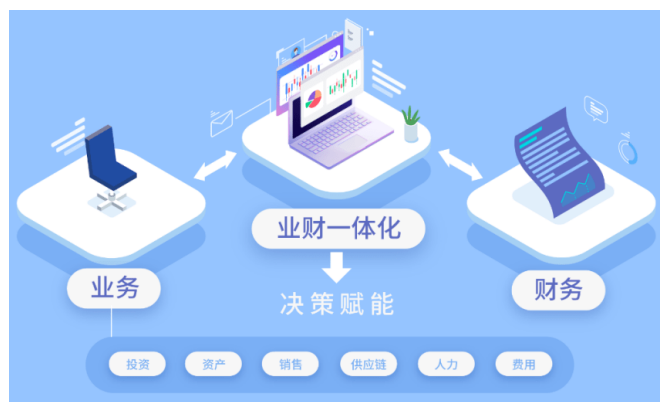 业财一体化
业务
财务
决策赋能
投资
资产
销售
供应链
人力
费用